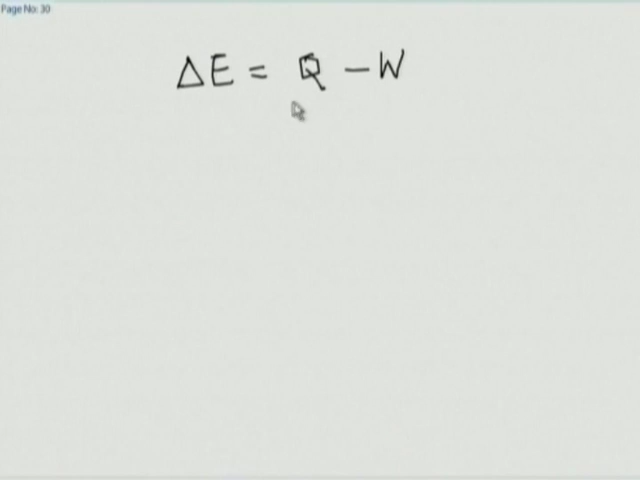 Page No: 30
ΔE = Q - W